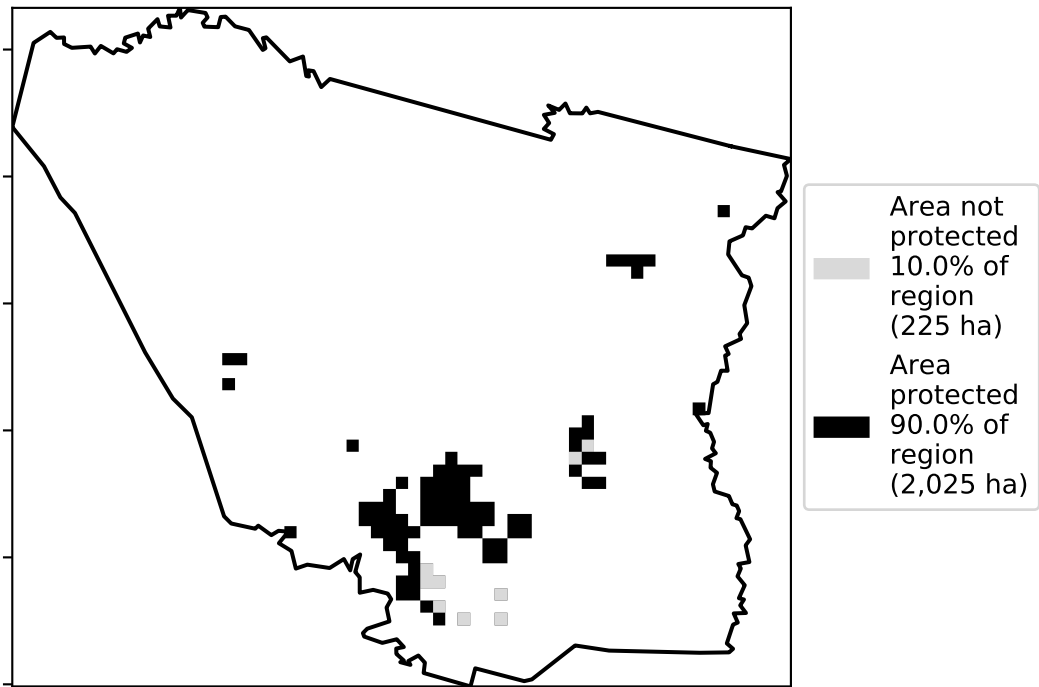 Area not
protected
10.0% of
region
(225 ha)
Area
protected
90.0% of
region
(2,025 ha)